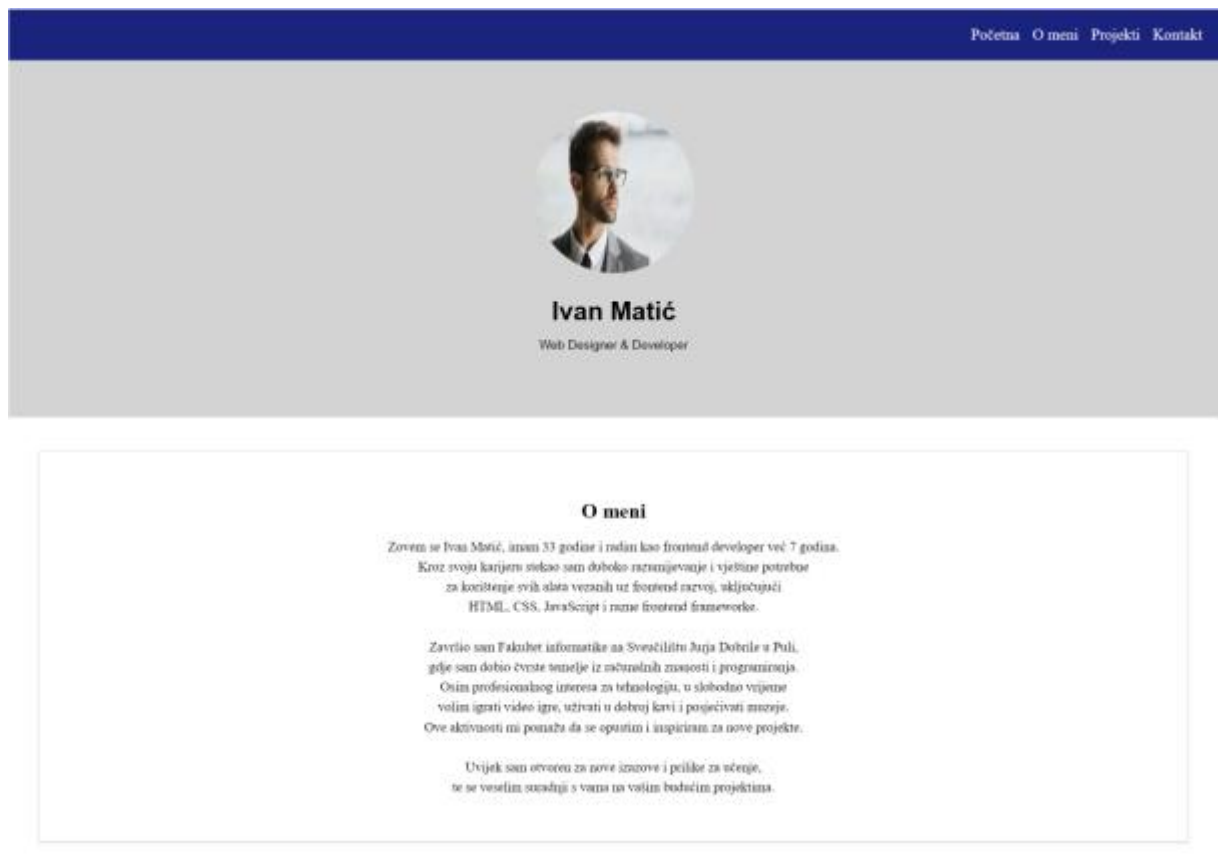 Početna O meni Projekti Kontakt
Ivan Matić
Web Designer & Developer
O meni
Zovem se Ivan Matić, imam 33 godine i radim kao frontend developer već 7 godina.
Kroz svoju karijeru stekao sam duboko razumijevanje i vještine potrebne
za korištenje svih alata vezanih uz frontend razvoj, uključujući
HTML, CSS, JavaScript i razne frontend frameworke.
Završio sam Fakultet informatike na Sveučilištu Jurja Dobrile u Puli,
gdje sam dobio čvrste temelje iz računalnih znanosti i programiranja.
Osim profesionalnog interesa za tehnologiju, u slobodno vrijeme
volim igrati video igre, uživati u dobroj kavi i posjećivati muzeje.
Ove aktivnosti mi pomažu da se opustim i inspiriram za nove projekte.
Uvijek sam otvoren za nove izazove i prilike za učenje,
te se veselim suradnji s vama na vašim budućim projektima.